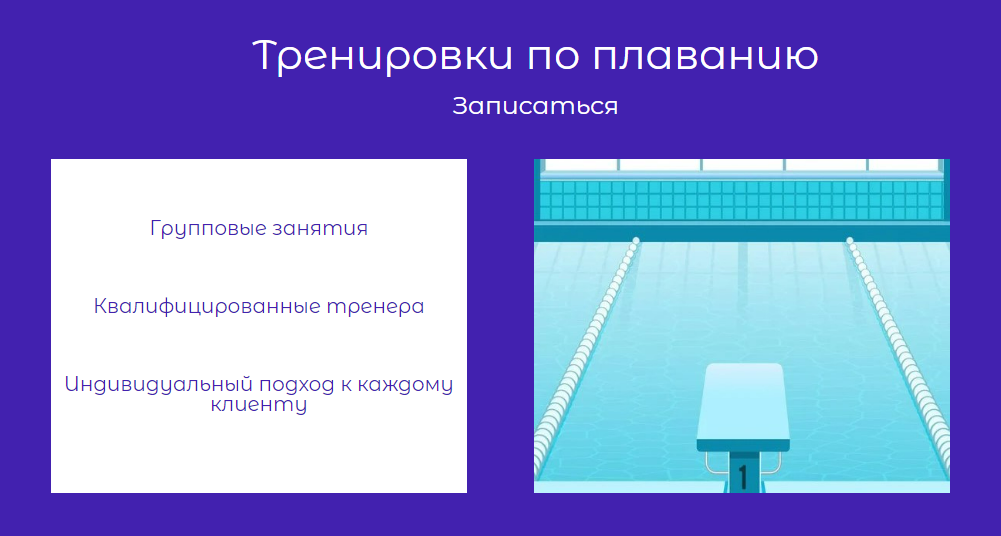 Тренировки по плаванию
Записаться
Групповые занятия
Квалифицированные тренера
Индивидуальный подход к каждому
клиенту
1